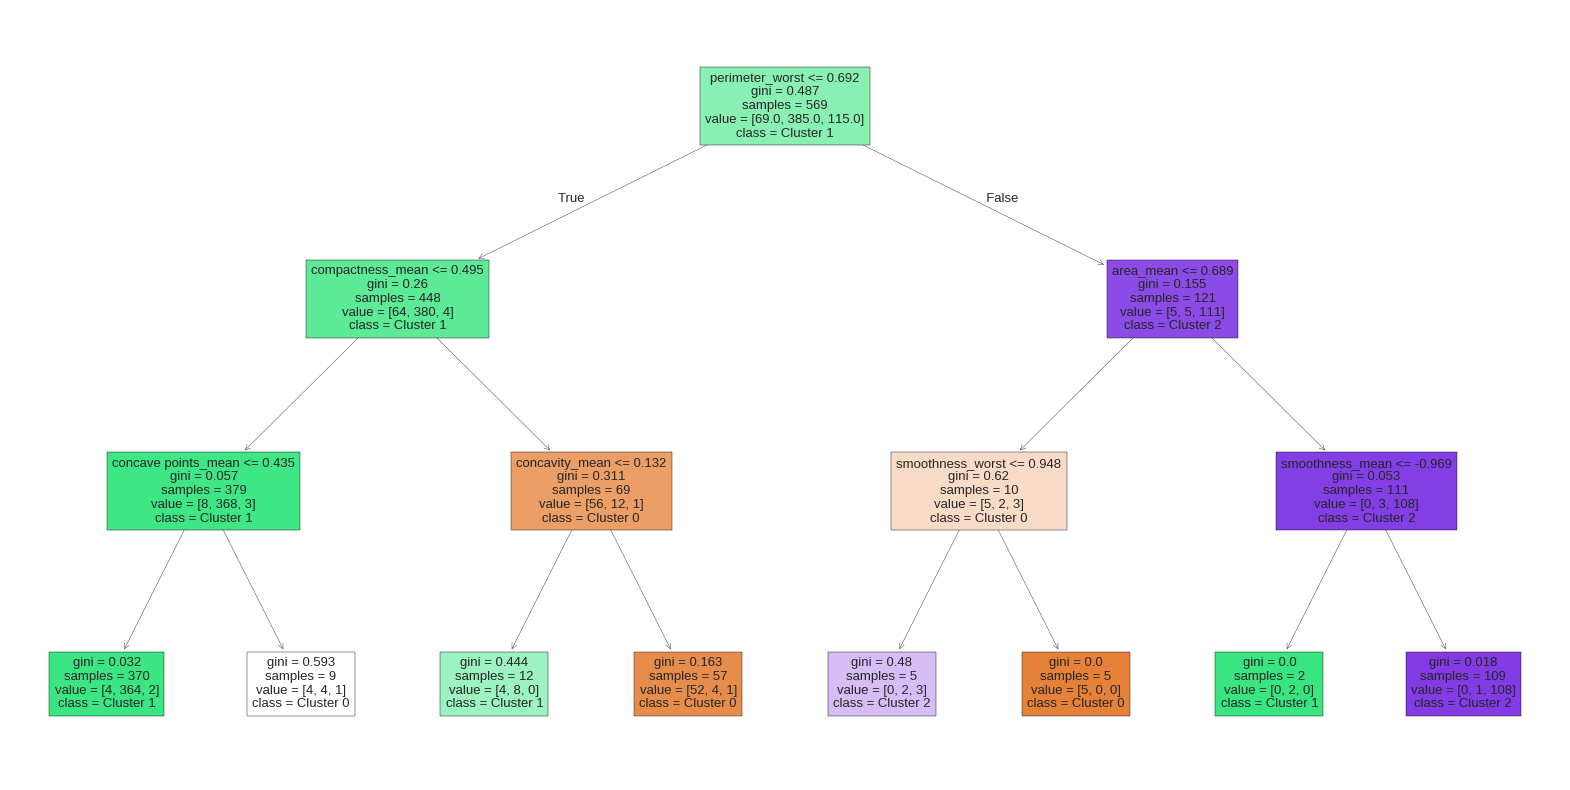 perimeter_worst <= 0.692
gini = 0.487
samples = 569
value = [69.0, 385.0, 115.0]
class = Cluster 1
True
False
compactness_mean <= 0.495
gini = 0.26
samples = 448
value = [64, 380, 4]
class = Cluster 1
area_mean <= 0.689
gini = 0.155
samples = 121
value = [5, 5, 111]
class = Cluster 2
concave points_mean <= 0.435
gini = 0.057
samples = 379
value = [8, 368, 3]
class = Cluster 1
concavity_mean <= 0.132
gini = 0.311
samples = 69
value = [56, 12, 1]
class = Cluster 0
smoothness_worst <= 0.948
gini = 0.62
samples = 10
value = [5, 2, 3]
class = Cluster 0
smoothness_mean <= -0.969
gini = 0.053
samples = 111
value = [0, 3, 108]
class = Cluster 2
gini = 0.032
samples = 370
value = [4, 364, 2]
class = Cluster 1
gini = 0.593
samples = 9
value = [4, 4, 1]
class = Cluster 0
gini = 0.444
samples = 12
value = [4, 8, 0]
class = Cluster 1
gini = 0.163
samples = 57
value = [52, 4, 1]
class = Cluster 0
gini = 0.48
samples = 5
value = [0, 2, 3]
class = Cluster 2
gini = 0.0
samples = 5
value = [5, 0, 0]
class = Cluster 0
gini = 0.0
samples = 2
value = [0, 2, 0]
class = Cluster 1
gini = 0.018
samples = 109
value = [0, 1, 108]
class = Cluster 2